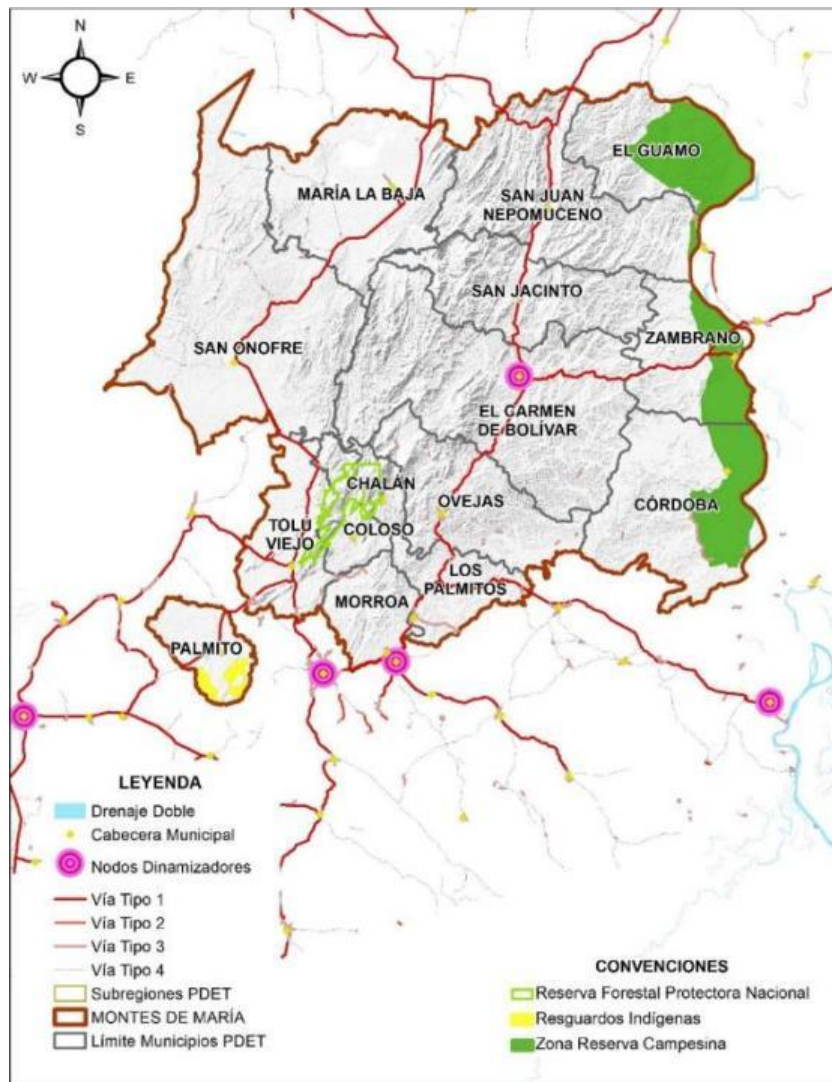 N
W E
S
EL GUAMO
MARÍA LA BAJA
SAN JUAN
NEPOMUCENO
SAN JACINTO
ZAMBRANO
SAN ONOFRE
EL CARMEN
DE BOLÍVAR
CHALÁN
OVEJAS
CÓRDOBA
COLOSO
TOLÚ
VIEJO
LOS
PALMITOS
MORROA
PALMITO
LEYENDA
Drenaje Doble
Cabecera Municipal
Nodos Dinamizadores
Vía Tipo 1
Vía Tipo 2
Vía Tipo 3
Vía Tipo 4
Subregiones PDET
MONTES DE MARÍA
Límite Municipios PDET
CONVENCIONES
Reserva Forestal Protectora Nacional
Resguardos Indígenas
Zona Reserva Campesina